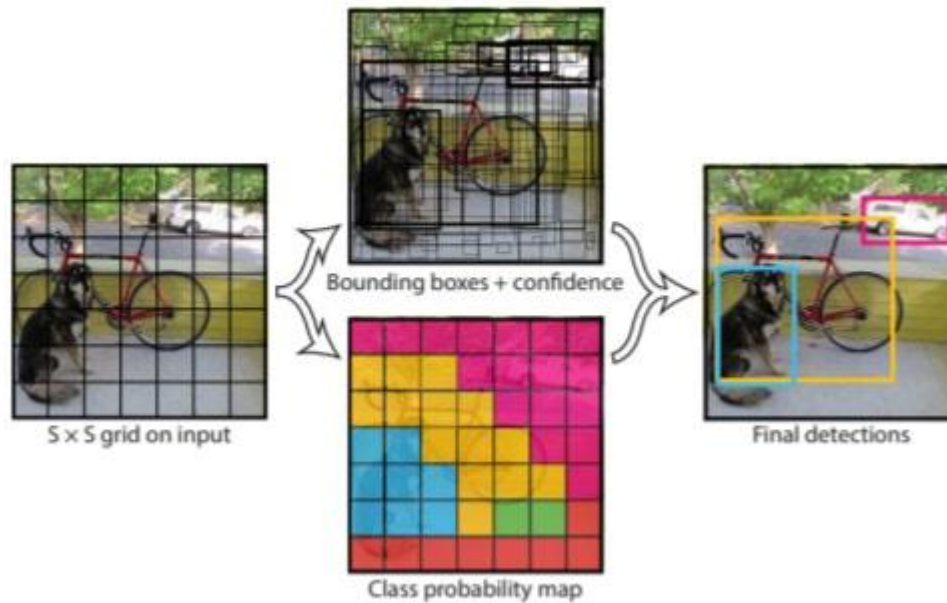 Bounding boxes + confidence
S × S grid on input
Final detections
Class probability map